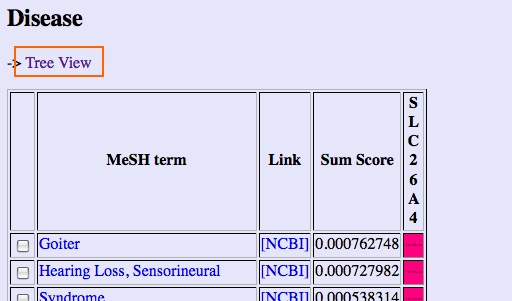 Disease
-> Tree View
MeSH term Link Sum Score SLC26A4
Goiter [NCBI] 0.000762748
Hearing Loss, Sensorineural [NCBI] 0.000727982
Syndrome [NCBI] 0.000538314